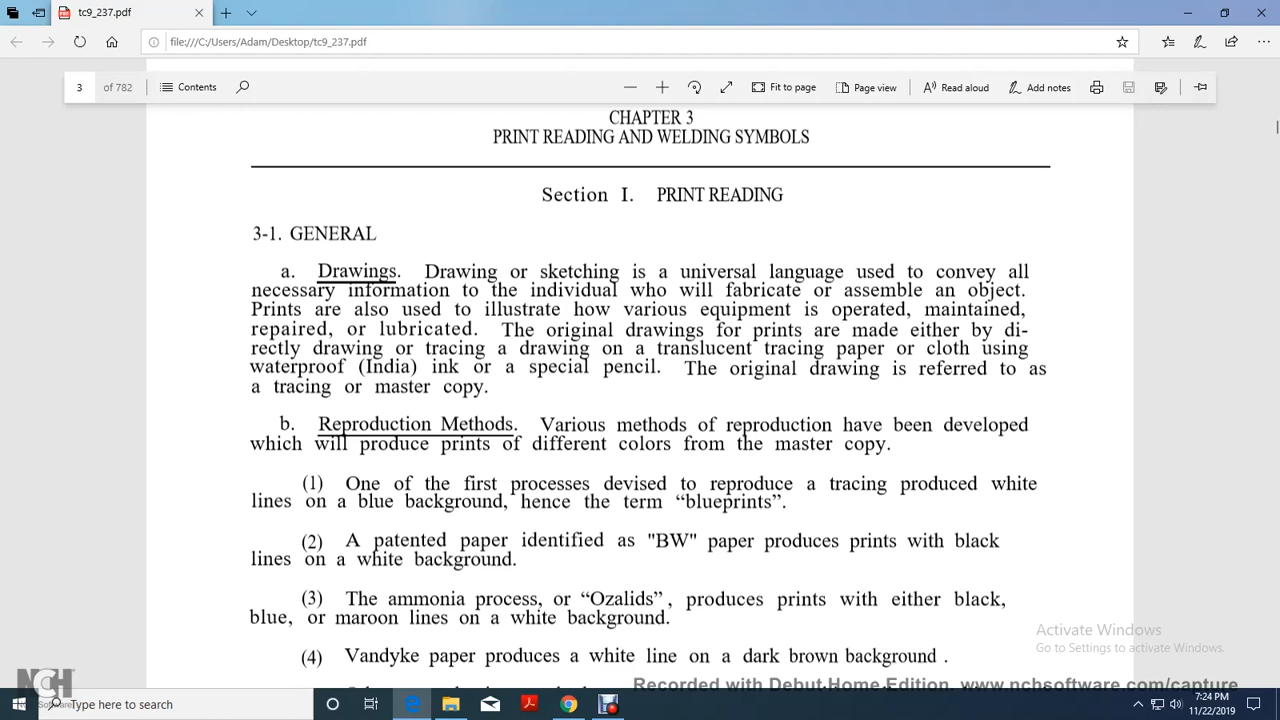 tc9_237.pdf
file:///C:/Users/Adam/Desktop/tc9_237.pdf
3 of 782 Contents Fit to page Page view Read aloud Add notes
CHAPTER 3
PRINT READING AND WELDING SYMBOLS
Section I. PRINT READING
3-1. GENERAL
a. Drawings. Drawing or sketching is a universal language used to convey all
necessary information to the individual who will fabricate or assemble an object.
Prints are also used to illustrate how various equipment is operated, maintained,
repaired, or lubricated. The original drawings for prints are made either by di-
rectly drawing or tracing a drawing on a translucent tracing paper or cloth using
waterproof (India) ink or a special pencil. The original drawing is referred to as
a tracing or master copy.
b. Reproduction Methods. Various methods of reproduction have been developed
which will produce prints of different colors from the master copy.
(1) One of the first processes devised to reproduce a tracing produced white
lines on a blue background, hence the term “blueprints”.
(2) A patented paper identified as "BW" paper produces prints with black
lines on a white background.
(3) The ammonia process, or “Ozalids”, produces prints with either black,
blue, or maroon lines on a white background.
(4) Vandyke paper produces a white line on a dark brown background.
Activate Windows
Go to Settings to activate Windows.
Recorded with Debut Home Edition. www.nchsoftware.com/capture
NCH
NCH Software
Type here to search
7:24 PM
11/22/2019